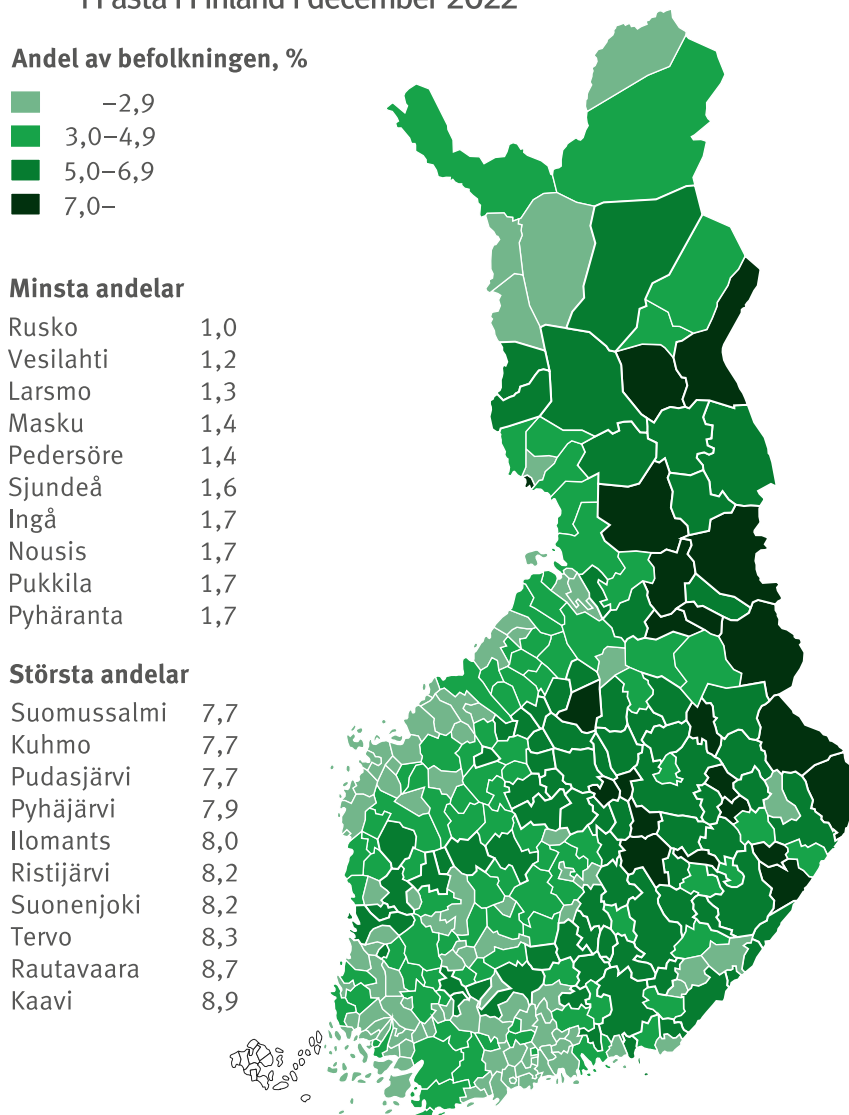 i Fasta i Finland i december 2022
Andel av befolkningen, %
–2,9
3,0–4,9
5,0–6,9
7,0–
Minsta andelar
Rusko 1,0
Vesilahti 1,2
Larsmo 1,3
Masku 1,4
Pedersöre 1,4
Sjundeå 1,6
Ingå 1,7
Nousis 1,7
Pukkila 1,7
Pyhäranta 1,7
Största andelar
Suomussalmi 7,7
Kuhmo 7,7
Pudasjärvi 7,7
Pyhäjärvi 7,9
Ilomants 8,0
Ristijärvi 8,2
Suonenjoki 8,2
Tervo 8,3
Rautavaara 8,7
Kaavi 8,9